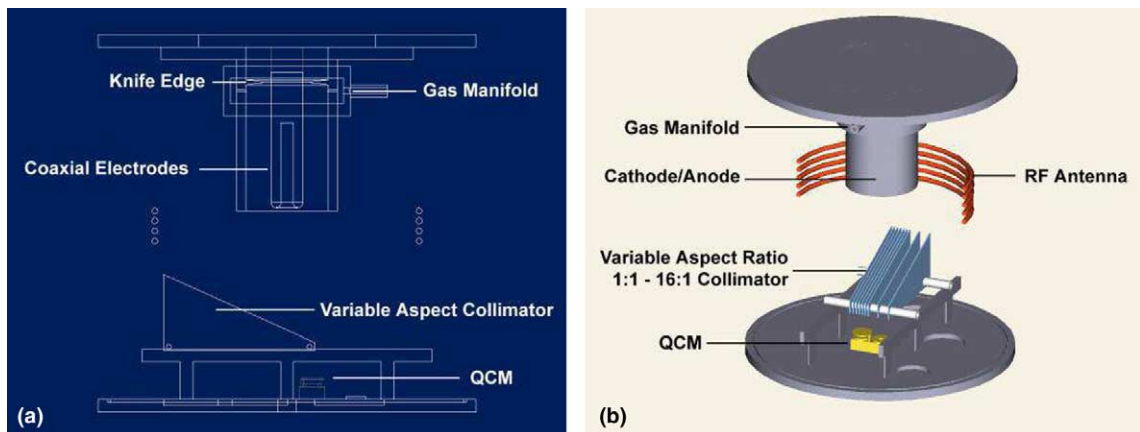 Knife Edge
Gas Manifold
Coaxial Electrodes
Variable Aspect Collimator
QCM
(a)
Gas Manifold
Cathode/Anode
RF Antenna
Variable Aspect Ratio
1:1 - 16:1 Collimator
QCM
(b)